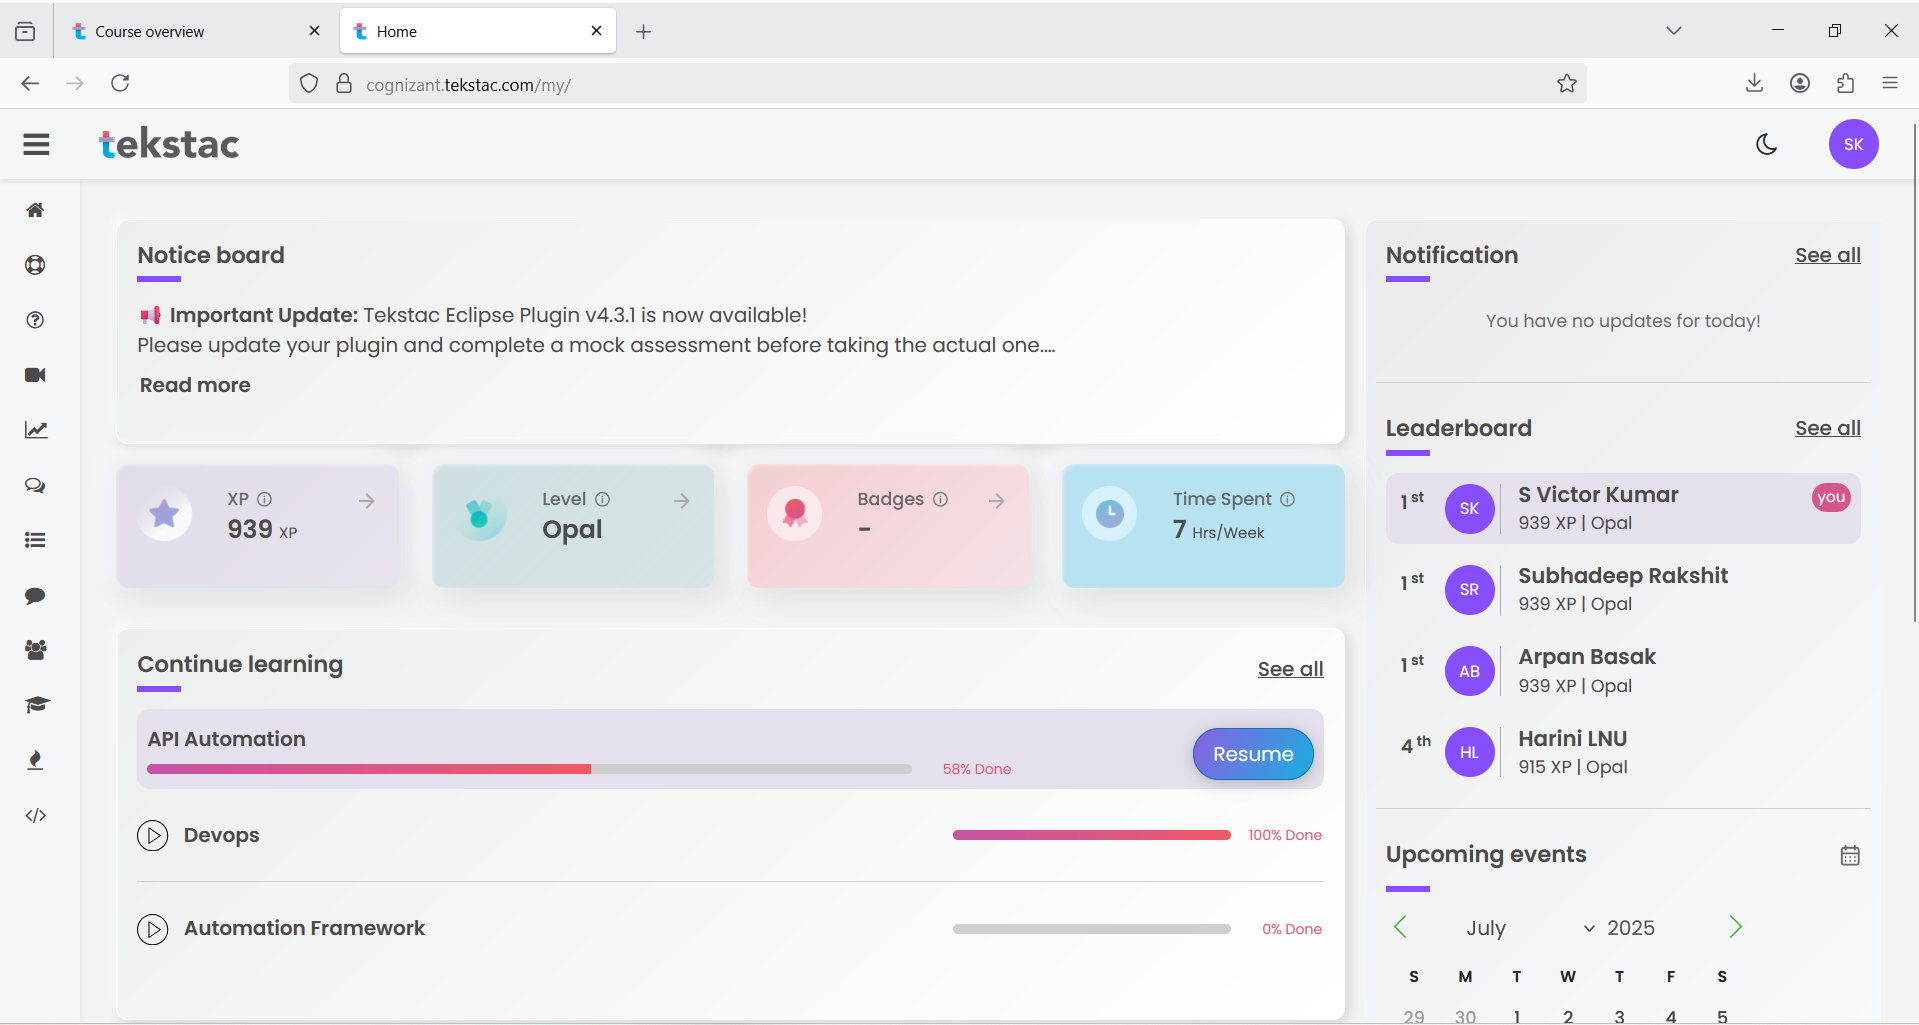 Course overview
Home
cognizant.tekstac.com/my/
tekstac
SK
Notice board
Important Update: Tekstac Eclipse Plugin v4.3.1 is now available!
Please update your plugin and complete a mock assessment before taking the actual one....
Read more
XP
939 XP
Level
Opal
Badges
-
Time Spent
7 Hrs/Week
Continue learning
See all
API Automation
58% Done
Resume
Devops
100% Done
Automation Framework
0% Done
Notification
See all
You have no updates for today!
Leaderboard
See all
1st
SK
S Victor Kumar
939 XP | Opal
you
1st
SR
Subhadeep Rakshit
939 XP | Opal
1st
AB
Arpan Basak
939 XP | Opal
4th
HL
Harini LNU
915 XP | Opal
Upcoming events
July 2025
S M T W T F S
29 30 1 2 3 4 5